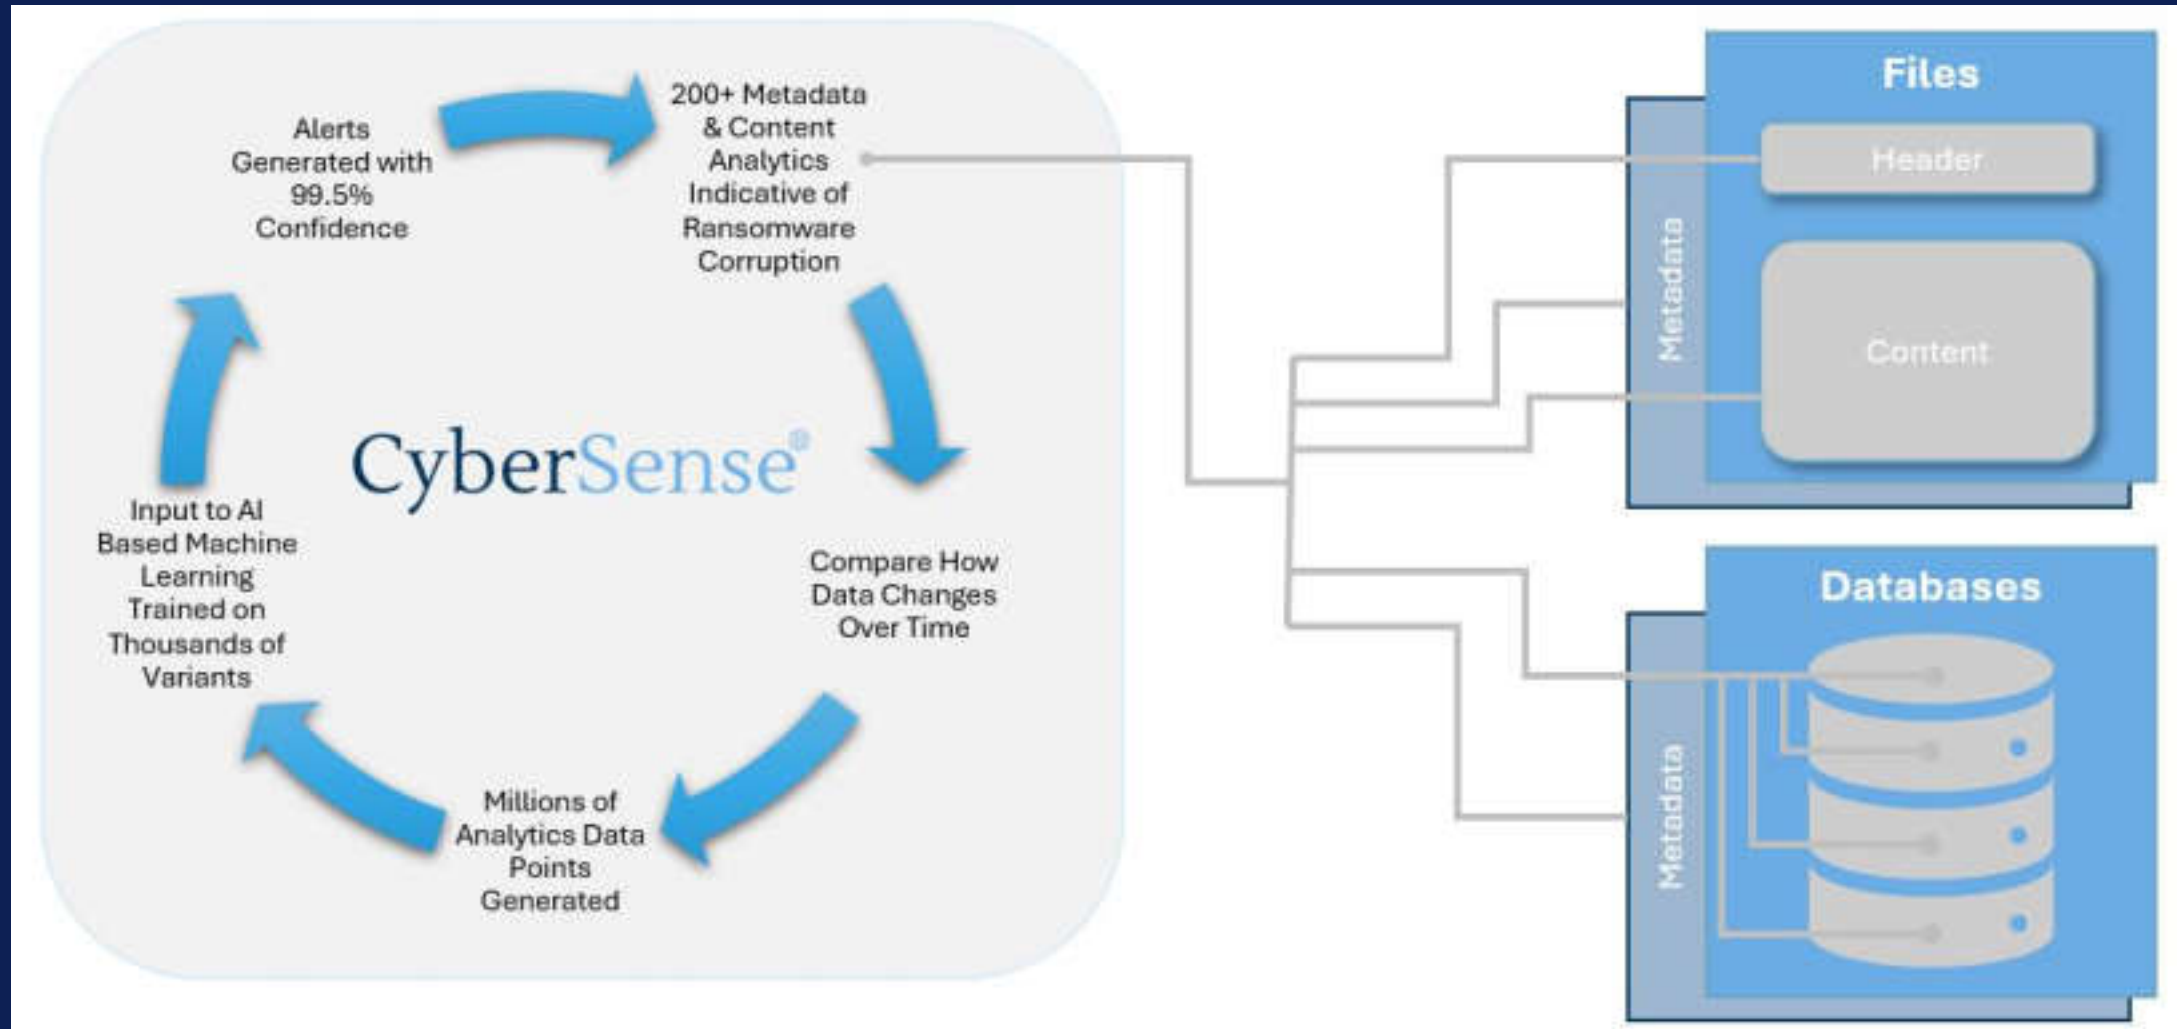 Alerts
Generated with
99.5%
Confidence
200+ Metadata
& Content
Analytics
Indicative of
Ransomware
Corruption
Compare How
Data Changes
Over Time
Millions of
Analytics Data
Points
Generated
Input to AI
Based Machine
Learning
Trained on
Thousands of
Variants
CyberSense®
Files
Header
Content
Metadata
Databases
Metadata